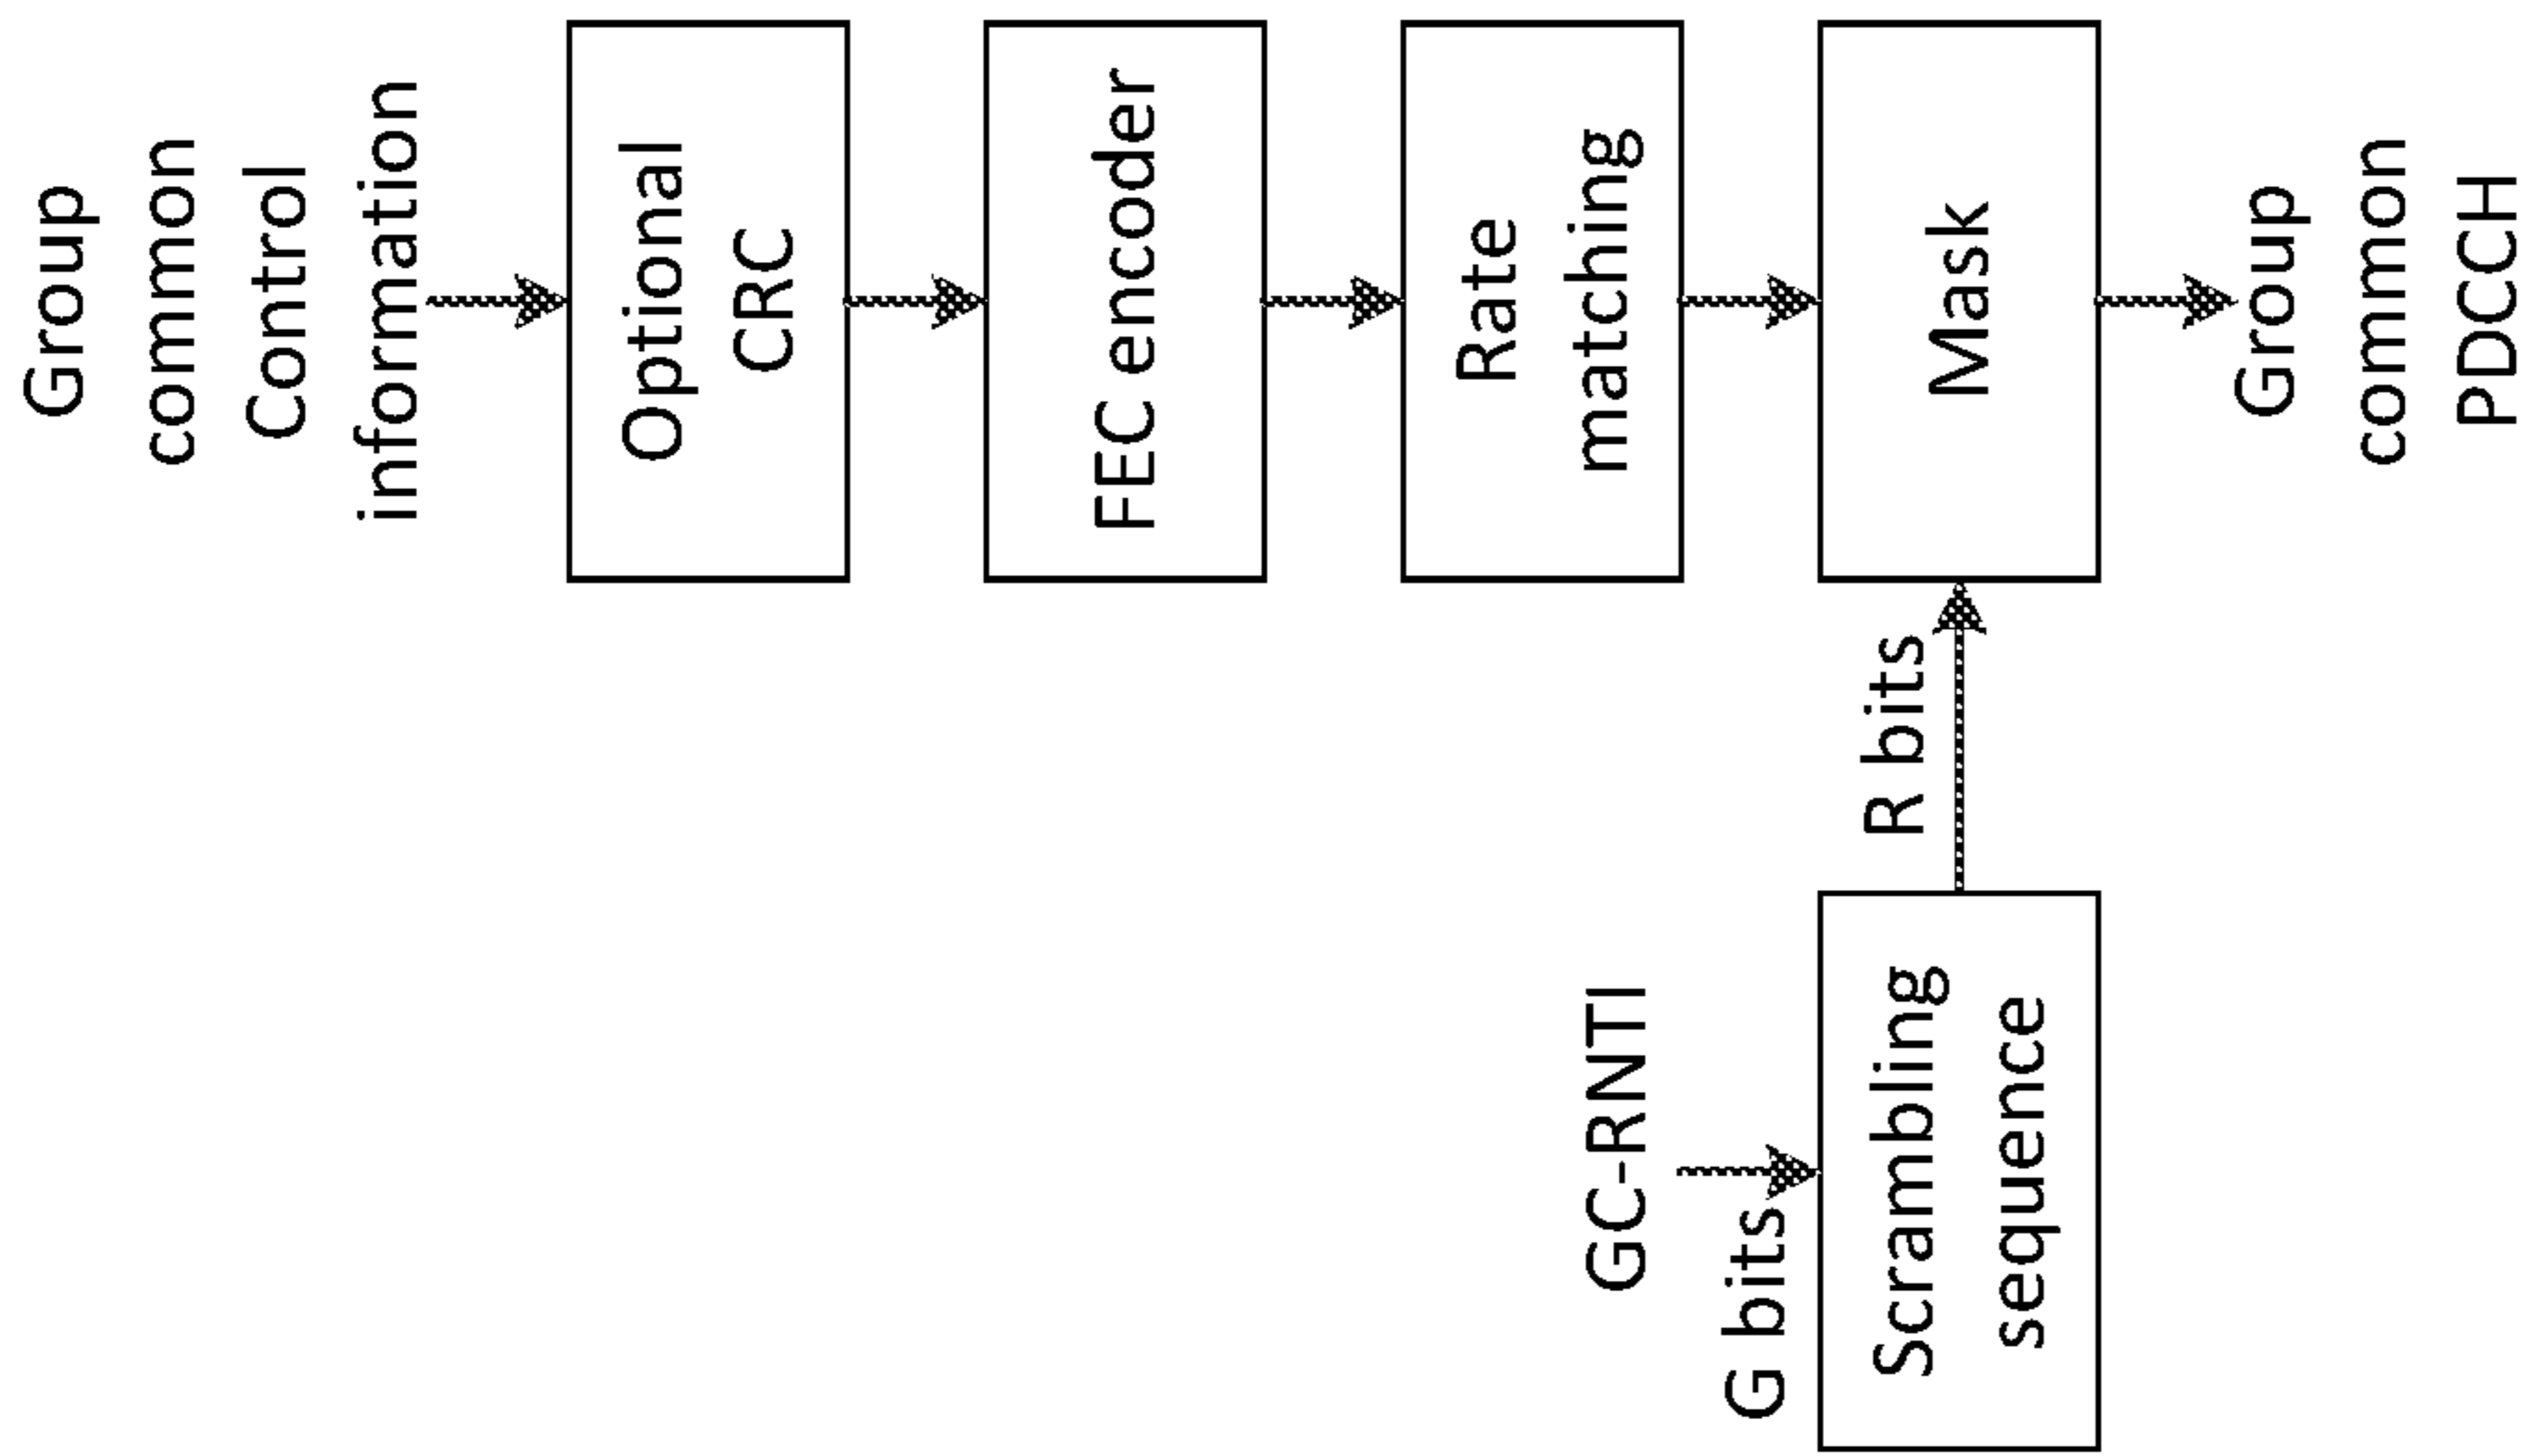 Group
common
Control
information
Optional
CRC
FEC encoder
Rate
matching
Mask
Group
common
PDCCH
R bits
GC-RNTI
G bits
Scrambling
sequence